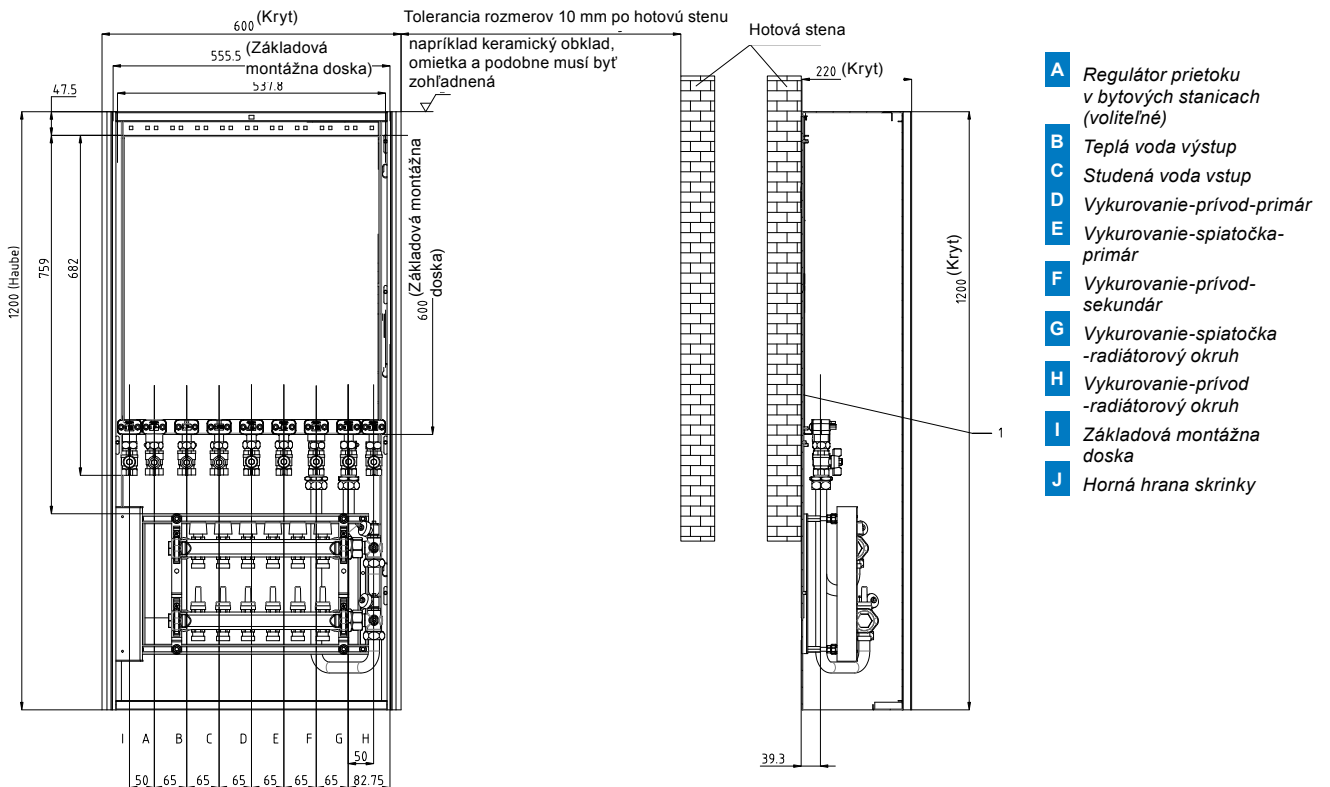 600 (Kryt)
Tolerancia rozmerov 10 mm po hotovú stenu
napríklad keramický obklad,
omietka a podobne musí byť
zohľadnená
Hotová stena
555.5 (Základová
montážna doska)
537.8
47.5
220 (Kryt)
1200 (Haube)
759
682
600 (Základová montážna
doska)
1200 (Kryt)
1
I A B C D E F G H
50
50 65 65 65 65 65 65 82.75
39.3
A Regulátor prietoku
v bytových stanicach
(voliteľné)
B Teplá voda výstup
C Studená voda vstup
D Vykurovanie-prívod-primár
E Vykurovanie-spiatočka-
primár
F Vykurovanie-prívod-
sekundár
G Vykurovanie-spiatočka
-radiátorový okruh
H Vykurovanie-prívod
-radiátorový okruh
I Základová montážna
doska
J Horná hrana skrinky